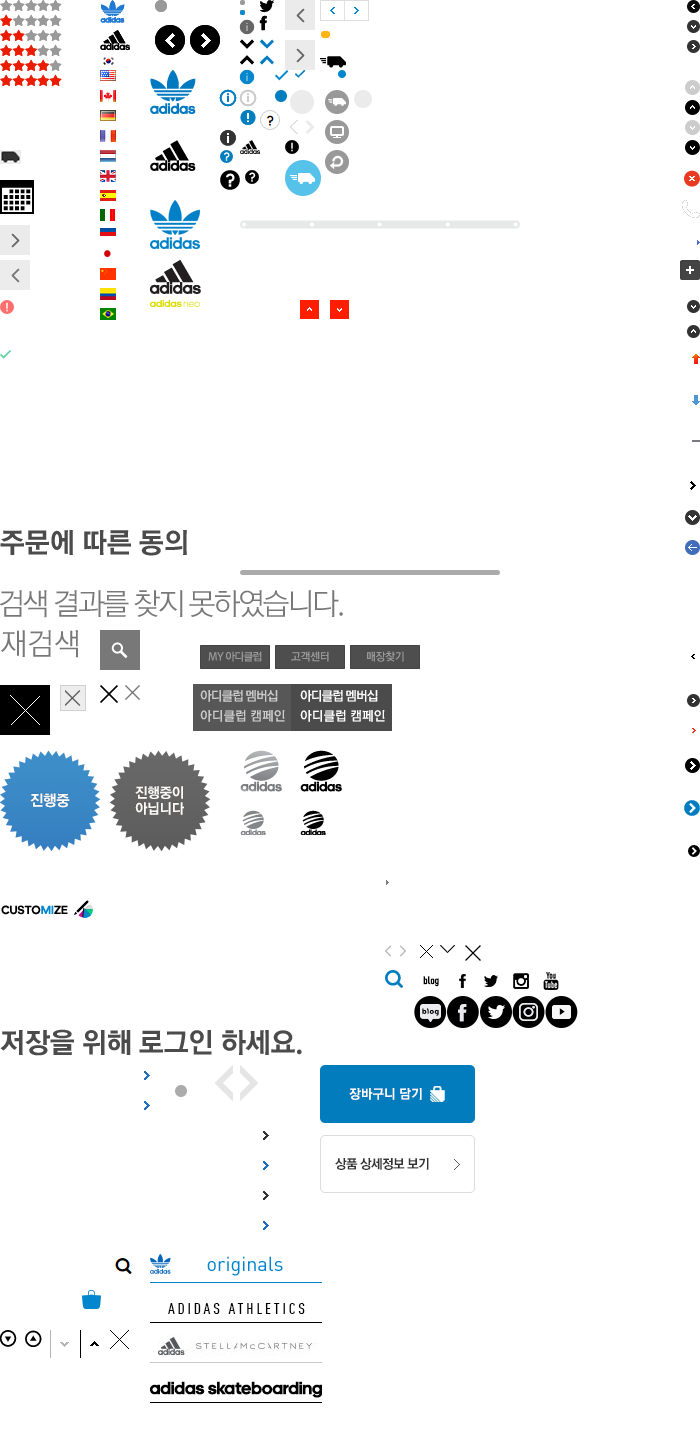 adidas
adidas
adidas
adidas
adidas
adidas
adidas
adidas neo
주문에 따른 동의
검색 결과를 찾지 못하였습니다.
재검색
MY 아디클럽
고객센터
매장찾기
아디클럽 멤버십
아디클럽 멤버십
아디클럽 캠페인
아디클럽 캠페인
진행중
진행중이
아닙니다
adidas
adidas
adidas
adidas
CUSTOMIZE
blog
You
Tube
blog
저장을 위해 로그인 하세요.
장바구니 담기
상품 상세정보 보기
originals
ADIDAS ATHLETICS
adidas
STELLA McCARTNEY
adidas skateboarding